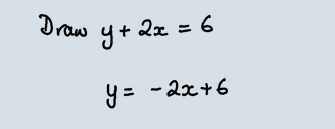 Draw y + 2x = 6
y = -2x + 6